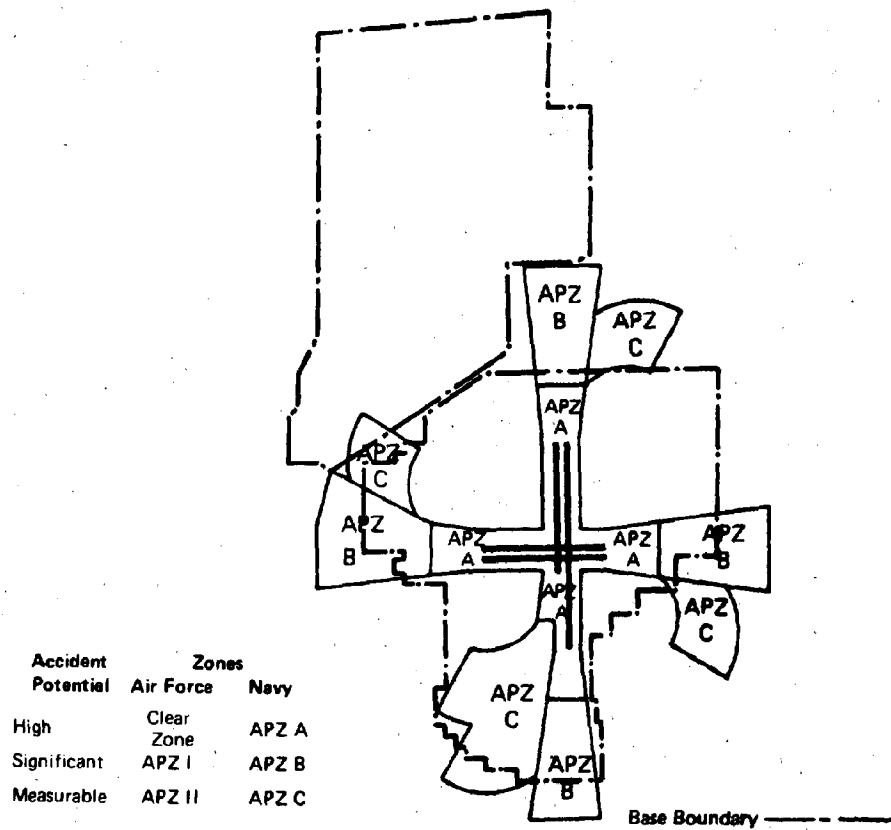 APZ
B
APZ
C
APZ
A
APZ
C
APZ
B
APZ
A
APZ
A
APZ
B
APZ
A
APZ
C
APZ
C
APZ
B
Accident Zones
Potential Air Force Navy
High Clear Zone APZ A
Significant APZ I APZ B
Measurable APZ II APZ C
Base Boundary